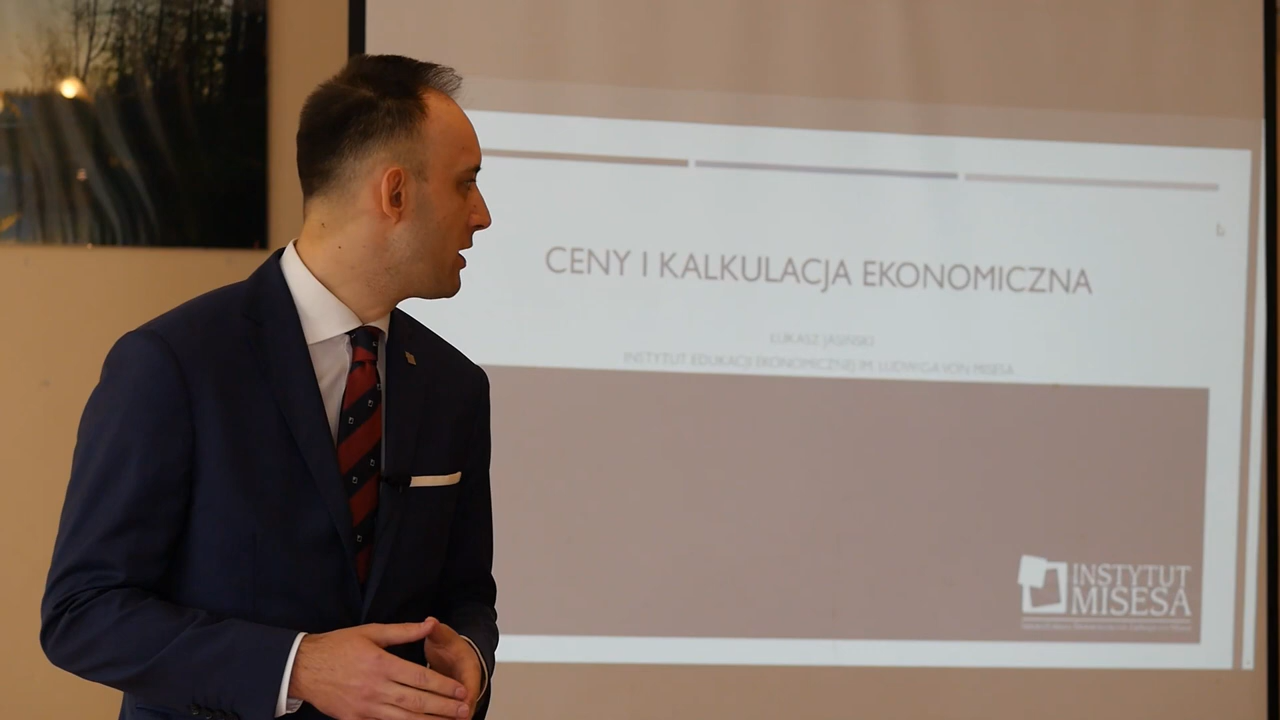 CENY I KALKULACJA EKONOMICZNA
ŁUKASZ JASIŃSKI
INSTYTUT EDUKACJI EKONOMICZNEJ IM. LUDWIGA VON MISESA
INSTYTUT
MISESA